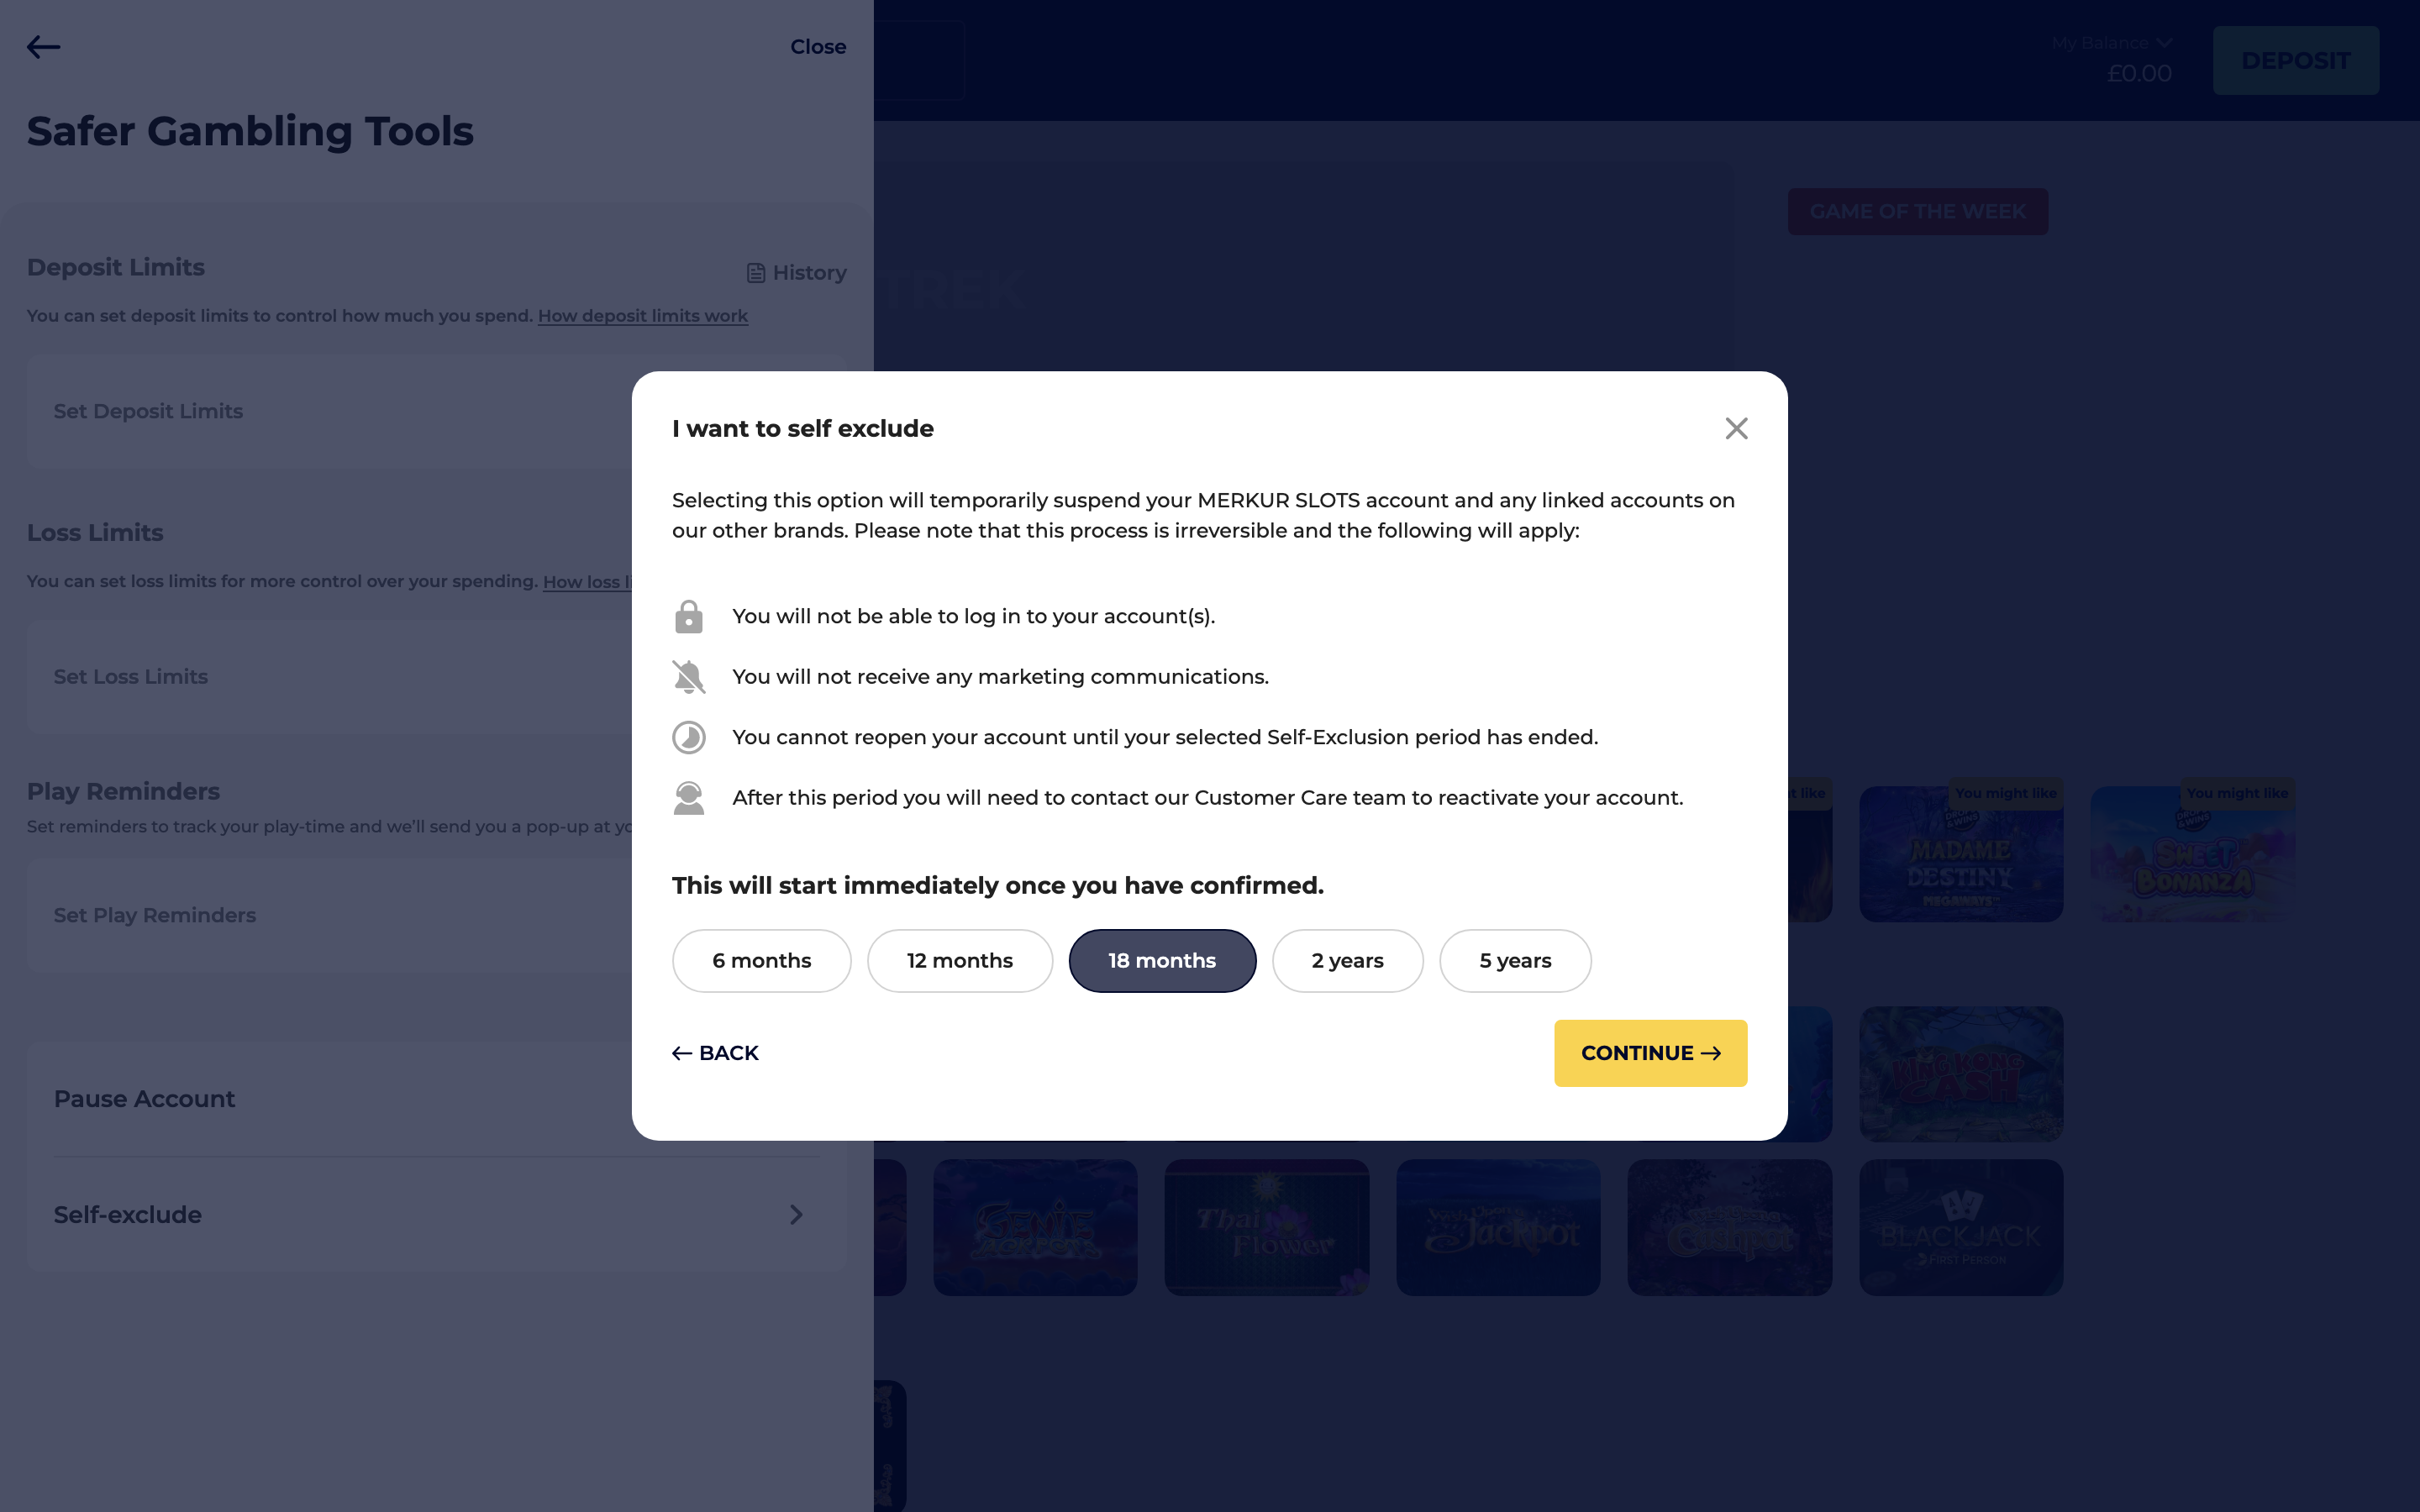 Close
My Balance
£0.00
DEPOSIT
Safer Gambling Tools
GAME OF THE WEEK
Deposit Limits
History
TREK
You can set deposit limits to control how much you spend. How deposit limits work
Set Deposit Limits
I want to self exclude
Selecting this option will temporarily suspend your MERKUR SLOTS account and any linked accounts on
our other brands. Please note that this process is irreversible and the following will apply:
Loss Limits
You can set loss limits for more control over your spending. How loss
Set Loss Limits
You will not be able to log in to your account(s).
You will not receive any marketing communications.
You cannot reopen your account until your selected Self-Exclusion period has ended.
After this period you will need to contact our Customer Care team to reactivate your account.
Play Reminders
Set reminders to track your play-time and we'll send you a pop-up at
Set Play Reminders
like
You might like
You might like
MADAME
DESTINY
MEGAWAYS
SWEET
BONANZA
This will start immediately once you have confirmed.
6 months
12 months
18 months
2 years
5 years
BACK
CONTINUE
Pause Account
Self-exclude
KING KONG
CASH
GENIE
JACKPOTS
Thai
Flower
Wish Upon a
Jackpot
Cashpot
BLACKJACK
FIRST PERSON